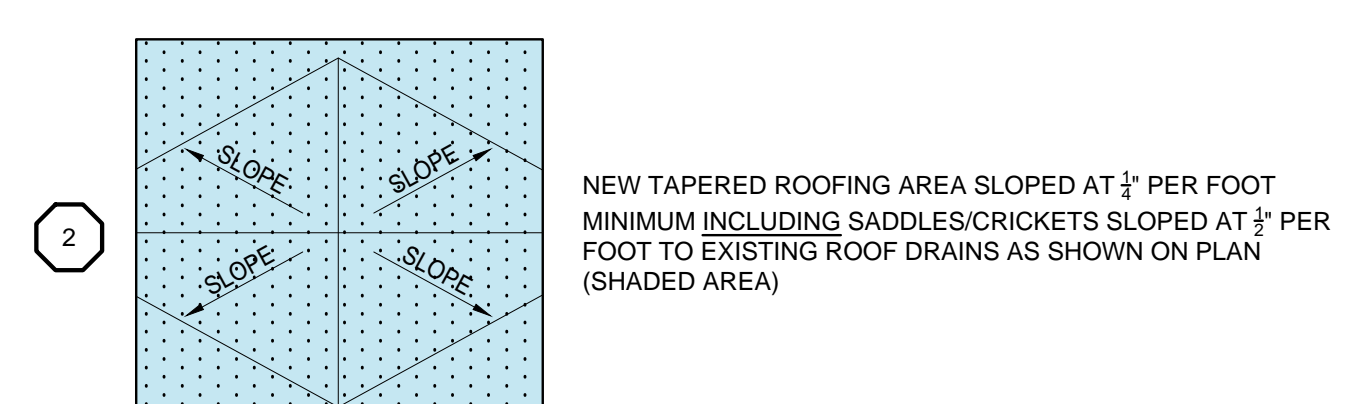 SLOPE
SLOPE
2
SLOPE
SLOPE
NEW TAPERED ROOFING AREA SLOPED AT 1/4" PER FOOT
MINIMUM INCLUDING SADDLES/CRICKETS SLOPED AT 1/2" PER
FOOT TO EXISTING ROOF DRAINS AS SHOWN ON PLAN
(SHADED AREA)